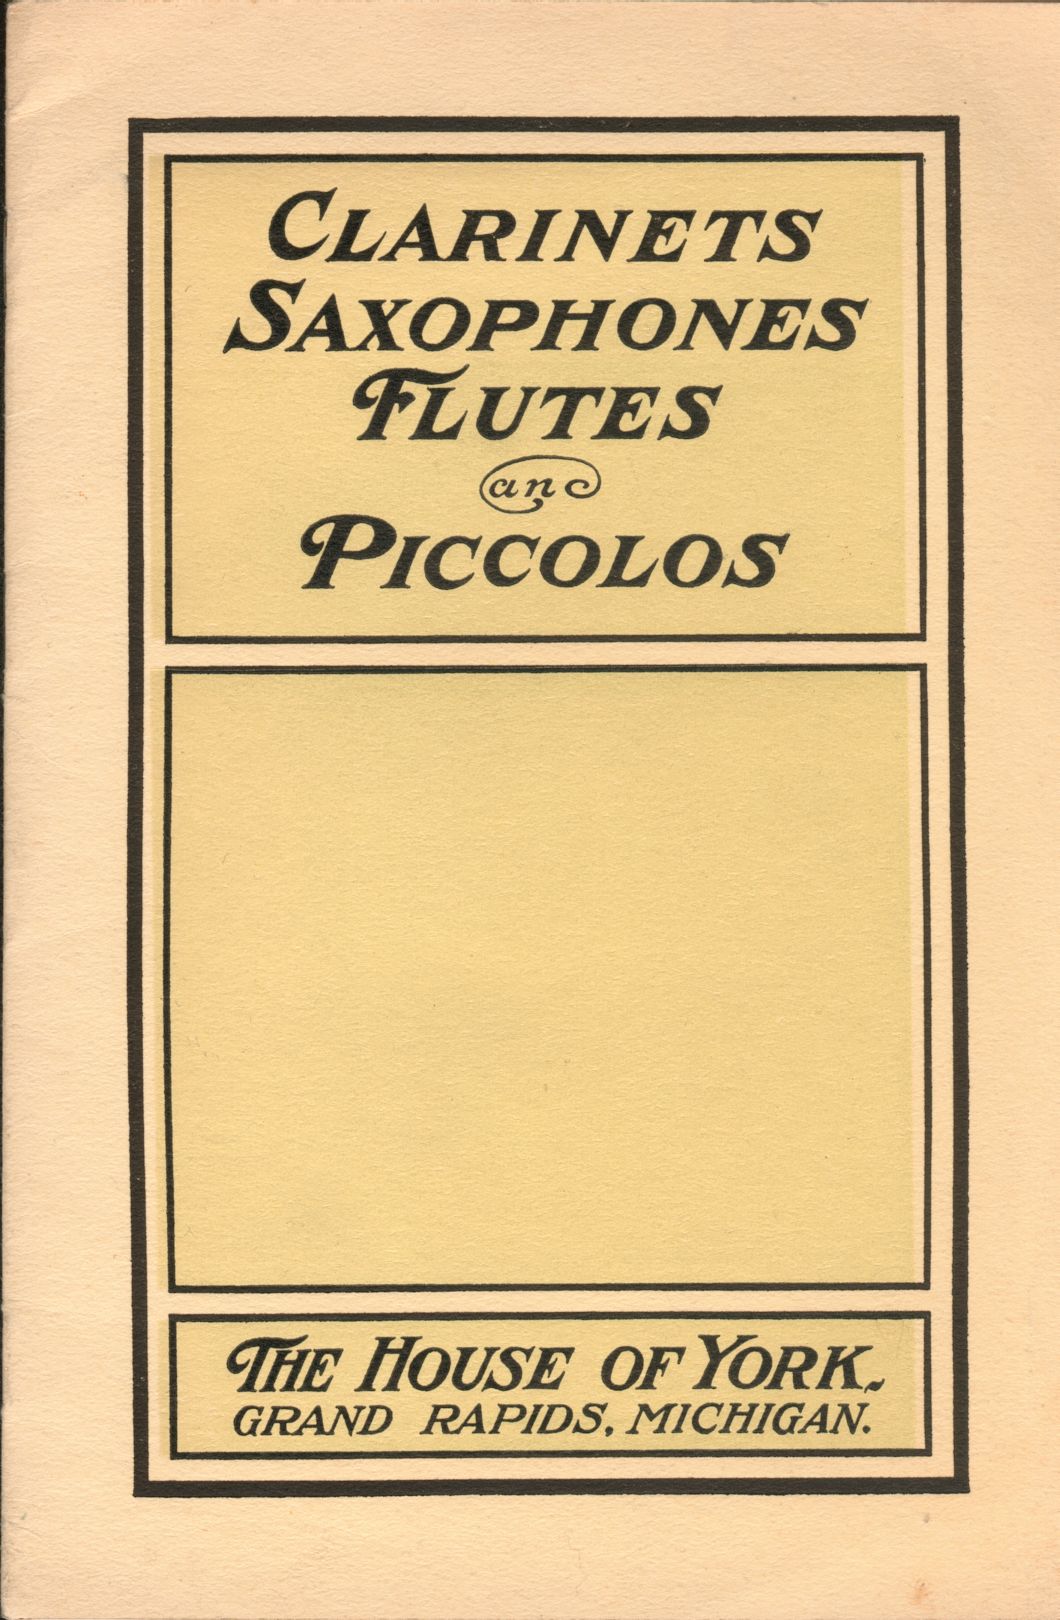 CLARINETS
SAXOPHONES
FLUTES
and
PICCOLOS
THE HOUSE OF YORK
GRAND RAPIDS, MICHIGAN.